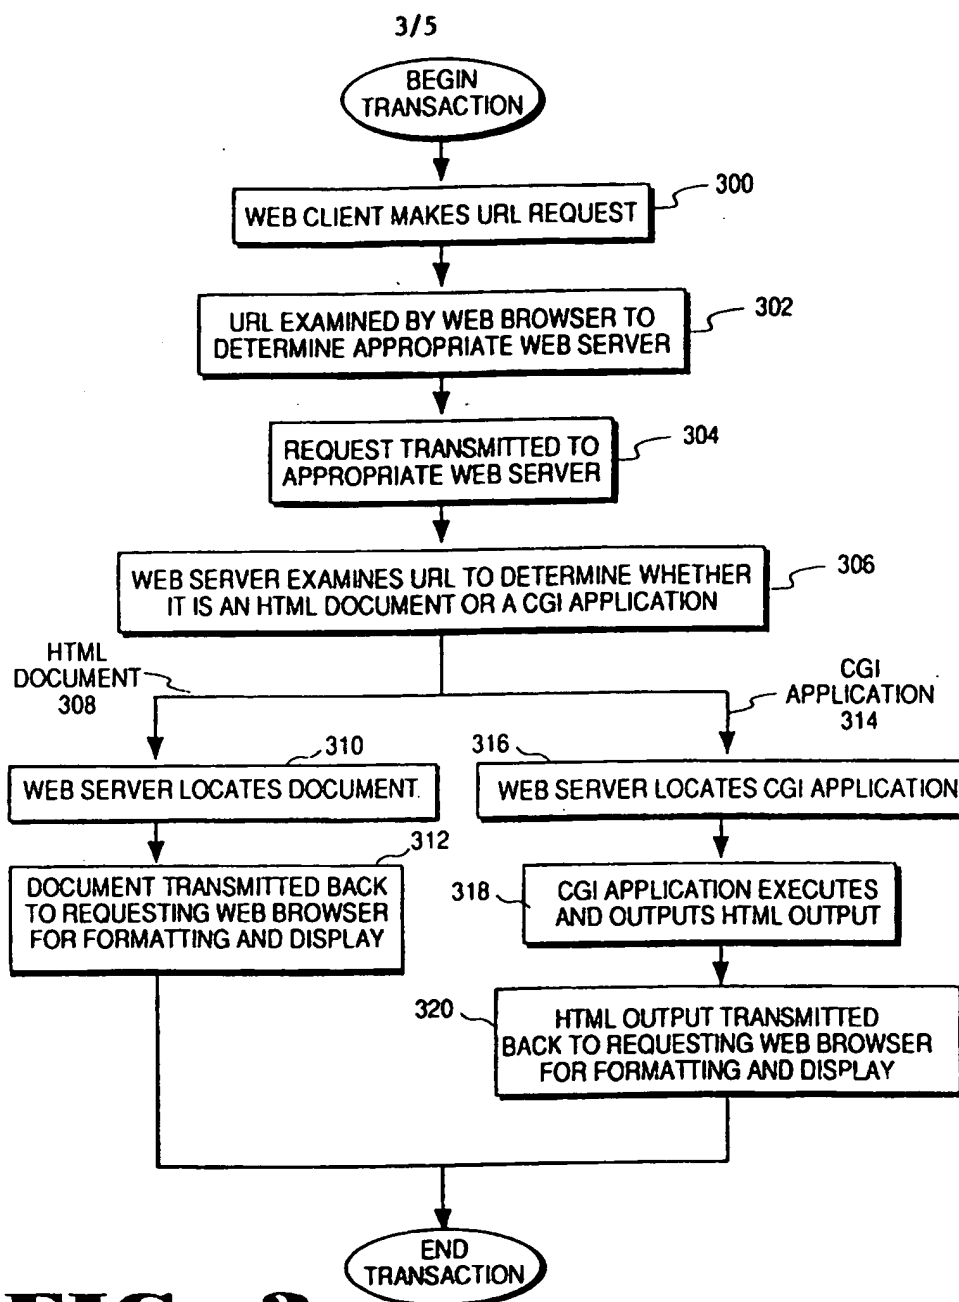 3/5
BEGIN
TRANSACTION
300
WEB CLIENT MAKES URL REQUEST
302
URL EXAMINED BY WEB BROWSER TO
DETERMINE APPROPRIATE WEB SERVER
304
REQUEST TRANSMITTED TO
APPROPRIATE WEB SERVER
306
WEB SERVER EXAMINES URL TO DETERMINE WHETHER
IT IS AN HTML DOCUMENT OR A CGI APPLICATION
HTML
DOCUMENT
308
CGI
APPLICATION
314
310
WEB SERVER LOCATES DOCUMENT
316
WEB SERVER LOCATES CGI APPLICATION
312
DOCUMENT TRANSMITTED BACK
TO REQUESTING WEB BROWSER
FOR FORMATTING AND DISPLAY
318
CGI APPLICATION EXECUTES
AND OUTPUTS HTML OUTPUT
320
HTML OUTPUT TRANSMITTED
BACK TO REQUESTING WEB BROWSER
FOR FORMATTING AND DISPLAY
END
TRANSACTION